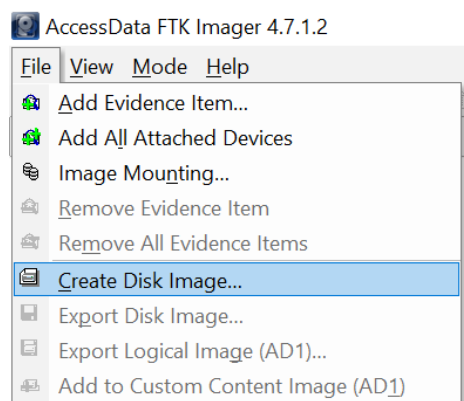 AccessData FTK Imager 4.7.1.2
File View Mode Help
Add Evidence Item...
Add All Attached Devices
Image Mounting...
Remove Evidence Item
Remove All Evidence Items
Create Disk Image...
Export Disk Image...
Export Logical Image (AD1)...
Add to Custom Content Image (AD1)